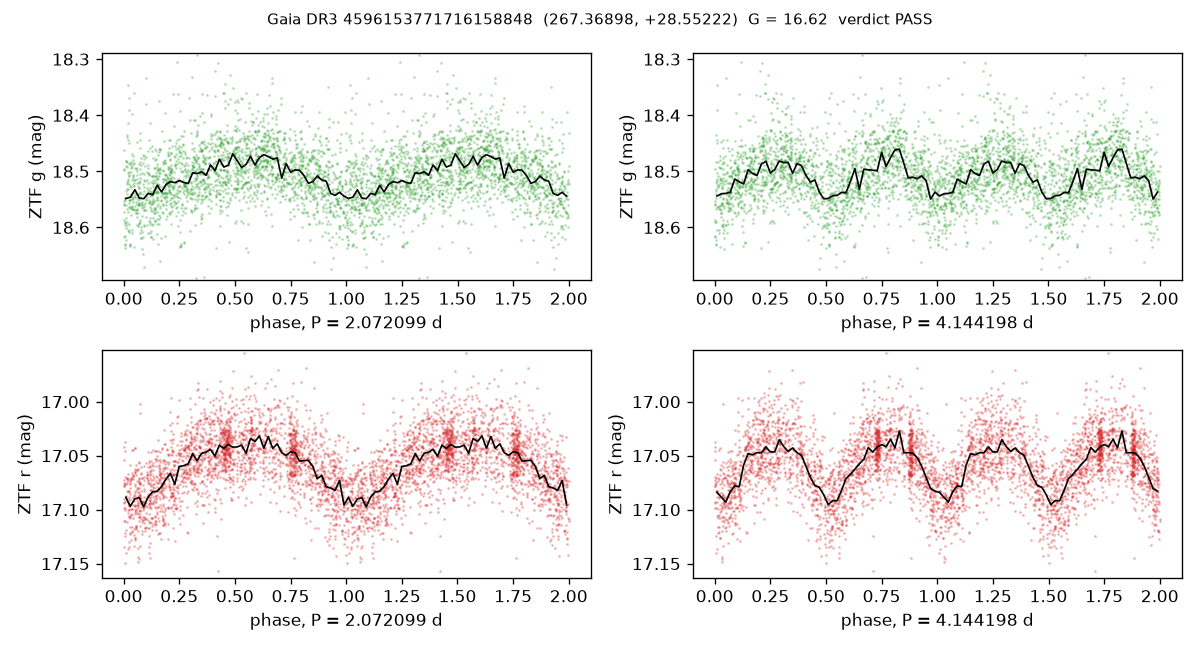 Gaia DR3 4596153771716158848 (267.36898, +28.55222) G = 16.62 verdict PASS
ZTF g (mag)
18.3
18.4
18.5
18.6
0.00 0.25 0.50 0.75 1.00 1.25 1.50 1.75 2.00
phase, P = 2.072099 d
ZTF g (mag)
18.3
18.4
18.5
18.6
0.00 0.25 0.50 0.75 1.00 1.25 1.50 1.75 2.00
phase, P = 4.144198 d
ZTF r (mag)
17.00
17.05
17.10
17.15
0.00 0.25 0.50 0.75 1.00 1.25 1.50 1.75 2.00
phase, P = 2.072099 d
ZTF r (mag)
17.00
17.05
17.10
17.15
0.00 0.25 0.50 0.75 1.00 1.25 1.50 1.75 2.00
phase, P = 4.144198 d